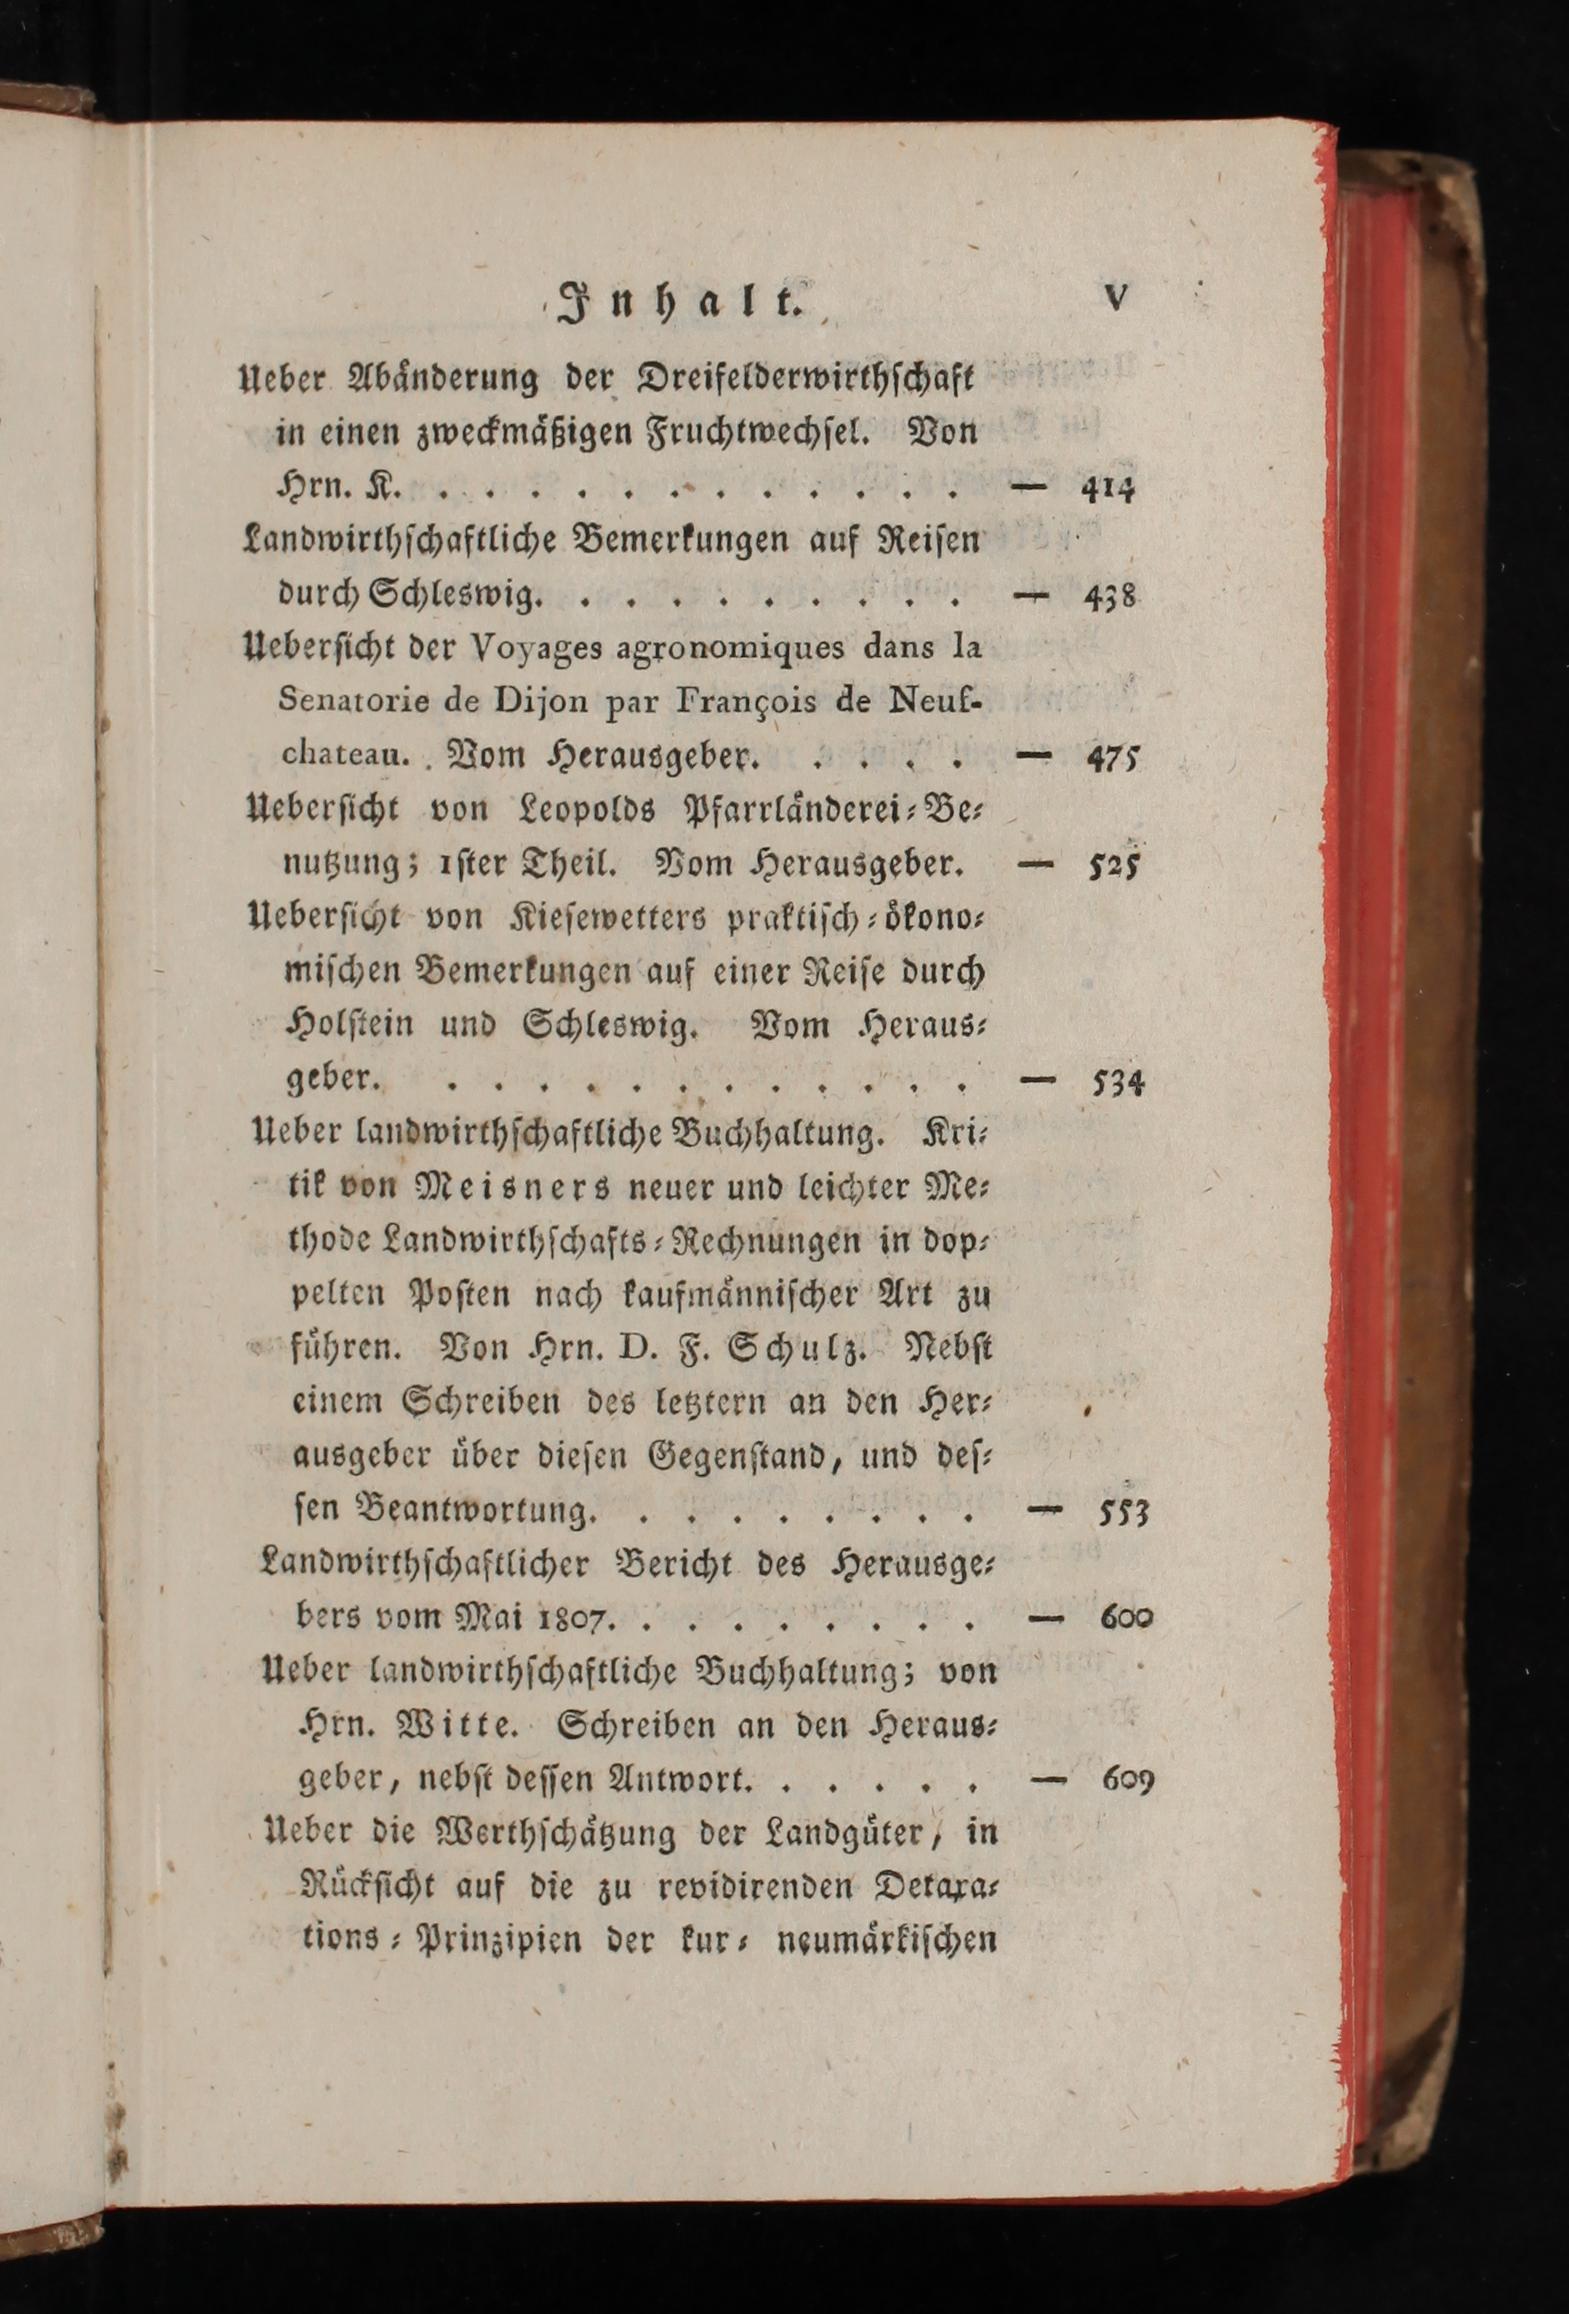 Inhalt. V
Ueber Abänderung der Dreifelderwirthschaft
in einen zweckmäßigen Fruchtwechsel. Von
Hrn. K. . . . . . . . . . . . . — 414
Landwirthschaftliche Bemerkungen auf Reisen
durch Schleswig. . . . . . . . . . — 438
Uebersicht der Voyages agronomiques dans la
Senatorie de Dijon par François de Neuf-
chateau. Vom Herausgeber. . . . . — 475
Uebersicht von Leopolds Pfarrländerei-Be-
nutzung; 1ster Theil. Vom Herausgeber. — 525
Uebersicht von Kiesewetters praktisch-ökono-
mischen Bemerkungen auf einer Reise durch
Holstein und Schleswig. Vom Heraus-
geber. . . . . . . . . . . . . — 534
Ueber landwirthschaftliche Buchhaltung. Kri-
tik von Meisners neuer und leichter Me-
thode Landwirthschafts-Rechnungen in dop-
pelten Posten nach kaufmännischer Art zu
führen. Von Hrn. D. F. Schulz. Nebst
einem Schreiben des letztern an den Her-
ausgeber über diesen Gegenstand, und des-
sen Beantwortung. . . . . . . . . — 553
Landwirthschaftlicher Bericht des Herausge-
bers vom Mai 1807. . . . . . . . . — 600
Ueber landwirthschaftliche Buchhaltung; von
Hrn. Witte. Schreiben an den Heraus-
geber, nebst dessen Antwort. . . . . . — 609
Ueber die Werthschätzung der Landgüter, in
Rücksicht auf die zu revidirenden Detaxa-
tions-Prinzipien der kur- neumärkischen